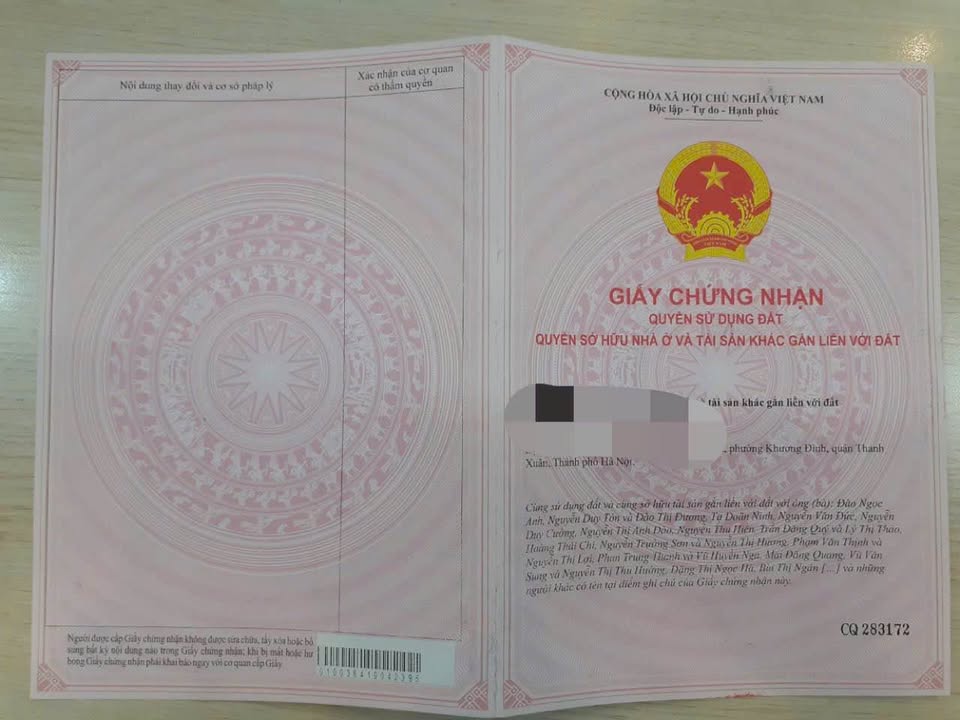 Nội dung thay đổi và cơ sở pháp lý
Xác nhận của cơ quan
có thẩm quyền
Người được cấp Giấy chứng nhận không được sửa chữa, tẩy xóa hoặc bổ
sung bất kỳ nội dung nào trong Giấy chứng nhận; khi bị mất hoặc hư
hỏng Giấy chứng nhận phải khai báo ngay với cơ quan cấp Giấy
CỘNG HÒA XÃ HỘI CHỦ NGHĨA VIỆT NAM
Độc lập - Tự do - Hạnh phúc
GIẤY CHỨNG NHẬN
QUYỀN SỬ DỤNG ĐẤT
QUYỀN SỞ HỮU NHÀ Ở VÀ TÀI SẢN KHÁC GẮN LIỀN VỚI ĐẤT
tài sản khác gắn liền với đất
, phường Khương Đình, quận Thanh
Xuân, Thành phố Hà Nội.
Cùng sử dụng đất và cùng sở hữu tài sản gắn liền với đất với ông (bà): Đào Ngọc
Anh, Nguyễn Duy Tôn và Đào Thị Dương, Tạ Doãn Ninh, Nguyễn Văn Đức, Nguyễn
Duy Cường, Nguyễn Thị Anh Đào, Nguyễn Thu Hiền, Trần Đăng Quý và Lý Thị Thảo,
Hoàng Thái Chi, Nguyễn Trường Sơn và Nguyễn Thị Hương, Phạm Văn Thịnh và
Nguyễn Thị Lợi, Phan Trung Thành và Vũ Huyền Nga, Mai Đông Quang, Vũ Văn
Sung và Nguyễn Thị Thu Hường, Đặng Thị Ngọc Hà, Bùi Thị Ngân [...] và những
người khác có tên tại điểm ghi chú của Giấy chứng nhận này.
CQ 283172